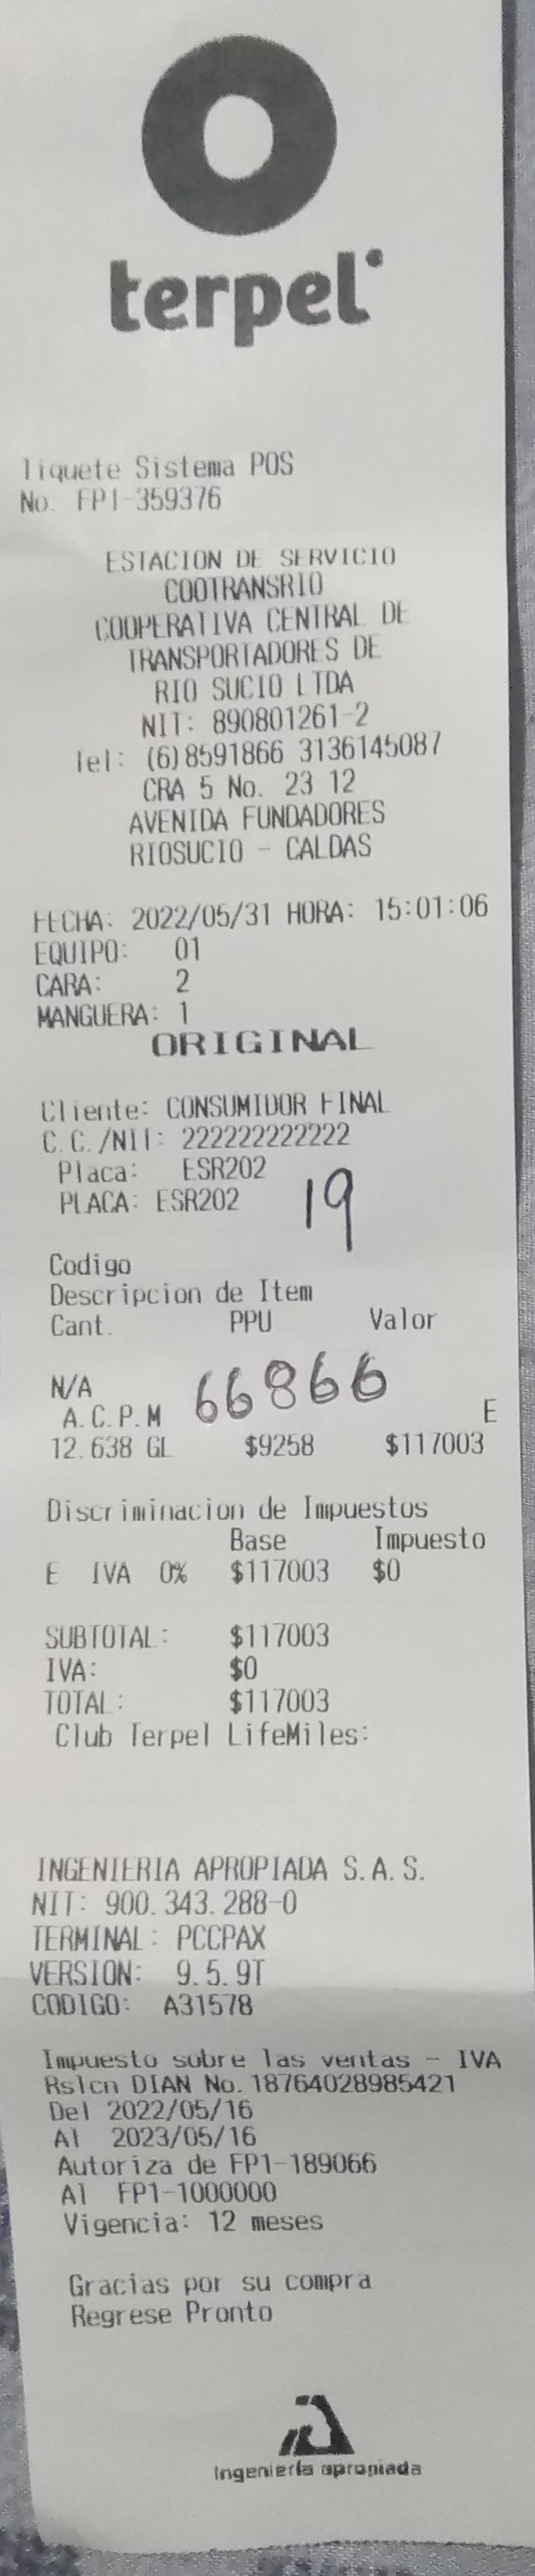 terpel
Tiquete Sistema POS
No. FP1-359376
ESTACION DE SERVICIO
COOTRANSRIO
COOPERATIVA CENTRAL DE
TRANSPORTADORES DE
RIO SUCIO LTDA
NIT: 890801261-2
Tel: (6)8591866 3136145087
CRA 5 No. 23 12
AVENIDA FUNDADORES
RIOSUCIO - CALDAS
FECHA: 2022/05/31 HORA: 15:01:06
EQUIPO: 01
CARA: 2
MANGUERA: 1
ORIGINAL
Cliente: CONSUMIDOR FINAL
C.C./NIT: 222222222222
Placa: ESR202
PLACA: ESR202
19
Codigo
Descripcion de Item
Cant. PPU Valor
N/A 66866
A.C.P.M E
12.638 GL $9258 $117003
Discriminacion de Impuestos
Base Impuesto
E IVA 0% $117003 $0
SUBTOTAL: $117003
IVA: $0
TOTAL: $117003
Club Terpel LifeMiles:
INGENIERIA APROPIADA S.A.S.
NIT: 900.343.288-0
TERMINAL: PCCPAX
VERSION: 9.5.9T
CODIGO: A31578
Impuesto sobre las ventas - IVA
Rslcn DIAN No. 18764028985421
Del 2022/05/16
Al 2023/05/16
Autoriza de FP1-189066
Al FP1-1000000
Vigencia: 12 meses
Gracias por su compra
Regrese Pronto
Ingeniería apropiada